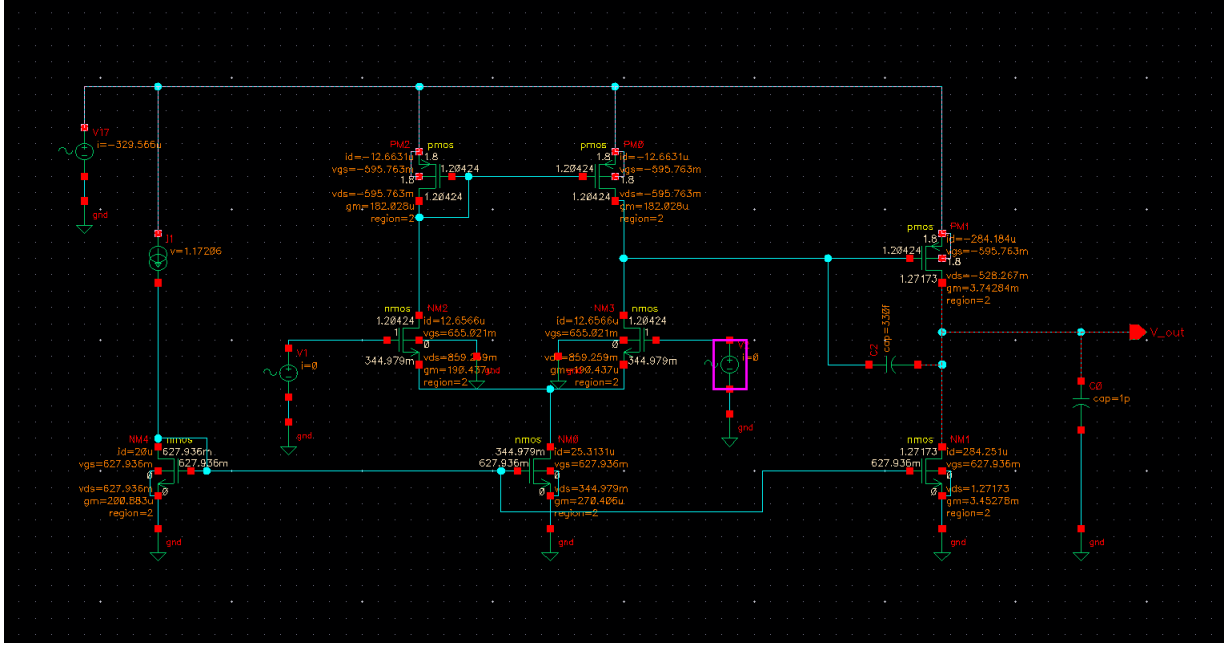 V17
i=-329.566u
gnd
J1
v=1.17206
PM2
pmos
id=-12.6631u
1.8
vgs=-595.763m
1.20424
1.8
vds=-595.763m
1.20424
gm=182.028u
region=2
pmos
PM0
1.8
id=-12.6631u
1.20424
vgs=-595.763m
1.8
1.20424
vds=-595.763m
gm=182.028u
region=2
pmos
PM1
1.8
id=-284.184u
1.20424
vgs=-595.763m
1.8
1.27173
vds=-528.267m
gm=3.74284m
region=2
nmos
NM2
1.20424
id=12.6566u
vgs=655.021m
1
0
vds=859.259m
344.979m
gm=190.437u
region=2
gnd
nmos
NM3
1.20424
id=12.6566u
vgs=655.021m
1
0
vds=859.259m
344.979m
gm=190.437u
region=2
V1
i=0
gnd
i=0
gnd
C2
cap=330f
V_out
C0
cap=1p
gnd
NM4
nmos
id=20u
627.936m
vgs=627.936m
627.936m
0
0
vds=627.936m
gm=200.883u
region=2
gnd
nmos
NM0
344.979m
id=25.3131u
627.936m
vgs=627.936m
0
0
vds=344.979m
gm=270.406u
region=2
gnd
nmos
NM1
1.27173
id=284.251u
627.936m
vgs=627.936m
0
0
vds=1.27173
gm=3.45278m
region=2
gnd